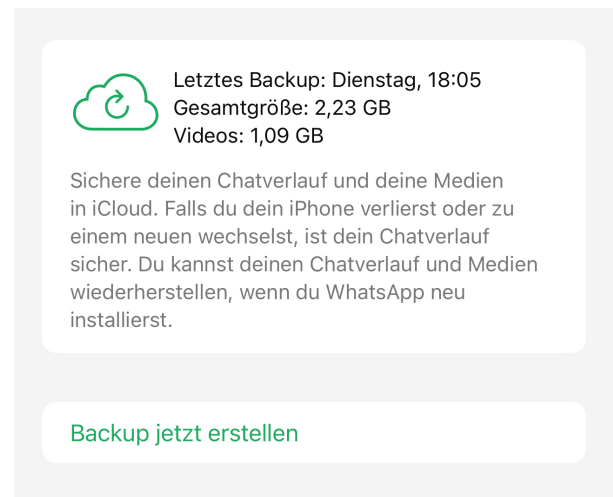 Letztes Backup: Dienstag, 18:05
Gesamtgröße: 2,23 GB
Videos: 1,09 GB
Sichere deinen Chatverlauf und deine Medien
in iCloud. Falls du dein iPhone verlierst oder zu
einem neuen wechselst, ist dein Chatverlauf
sicher. Du kannst deinen Chatverlauf und Medien
wiederherstellen, wenn du WhatsApp neu
installierst.
Backup jetzt erstellen